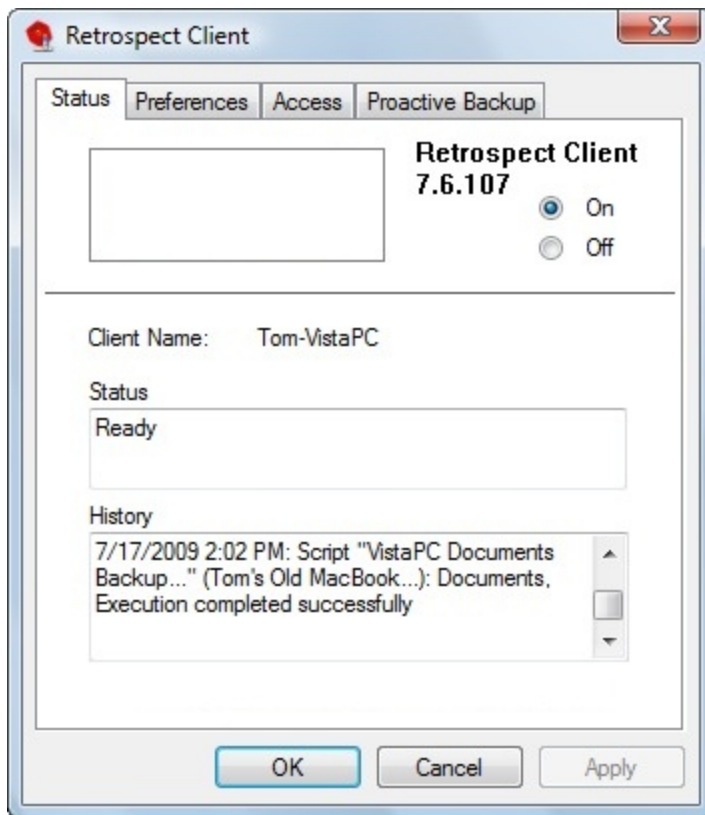 Retrospect Client
Status Preferences Access Proactive Backup
Retrospect Client
7.6.107
On
Off
Client Name: Tom-VistaPC
Status
Ready
History
7/17/2009 2:02 PM: Script "VistaPC Documents
Backup..." (Tom's Old MacBook...): Documents,
Execution completed successfully
OK Cancel Apply